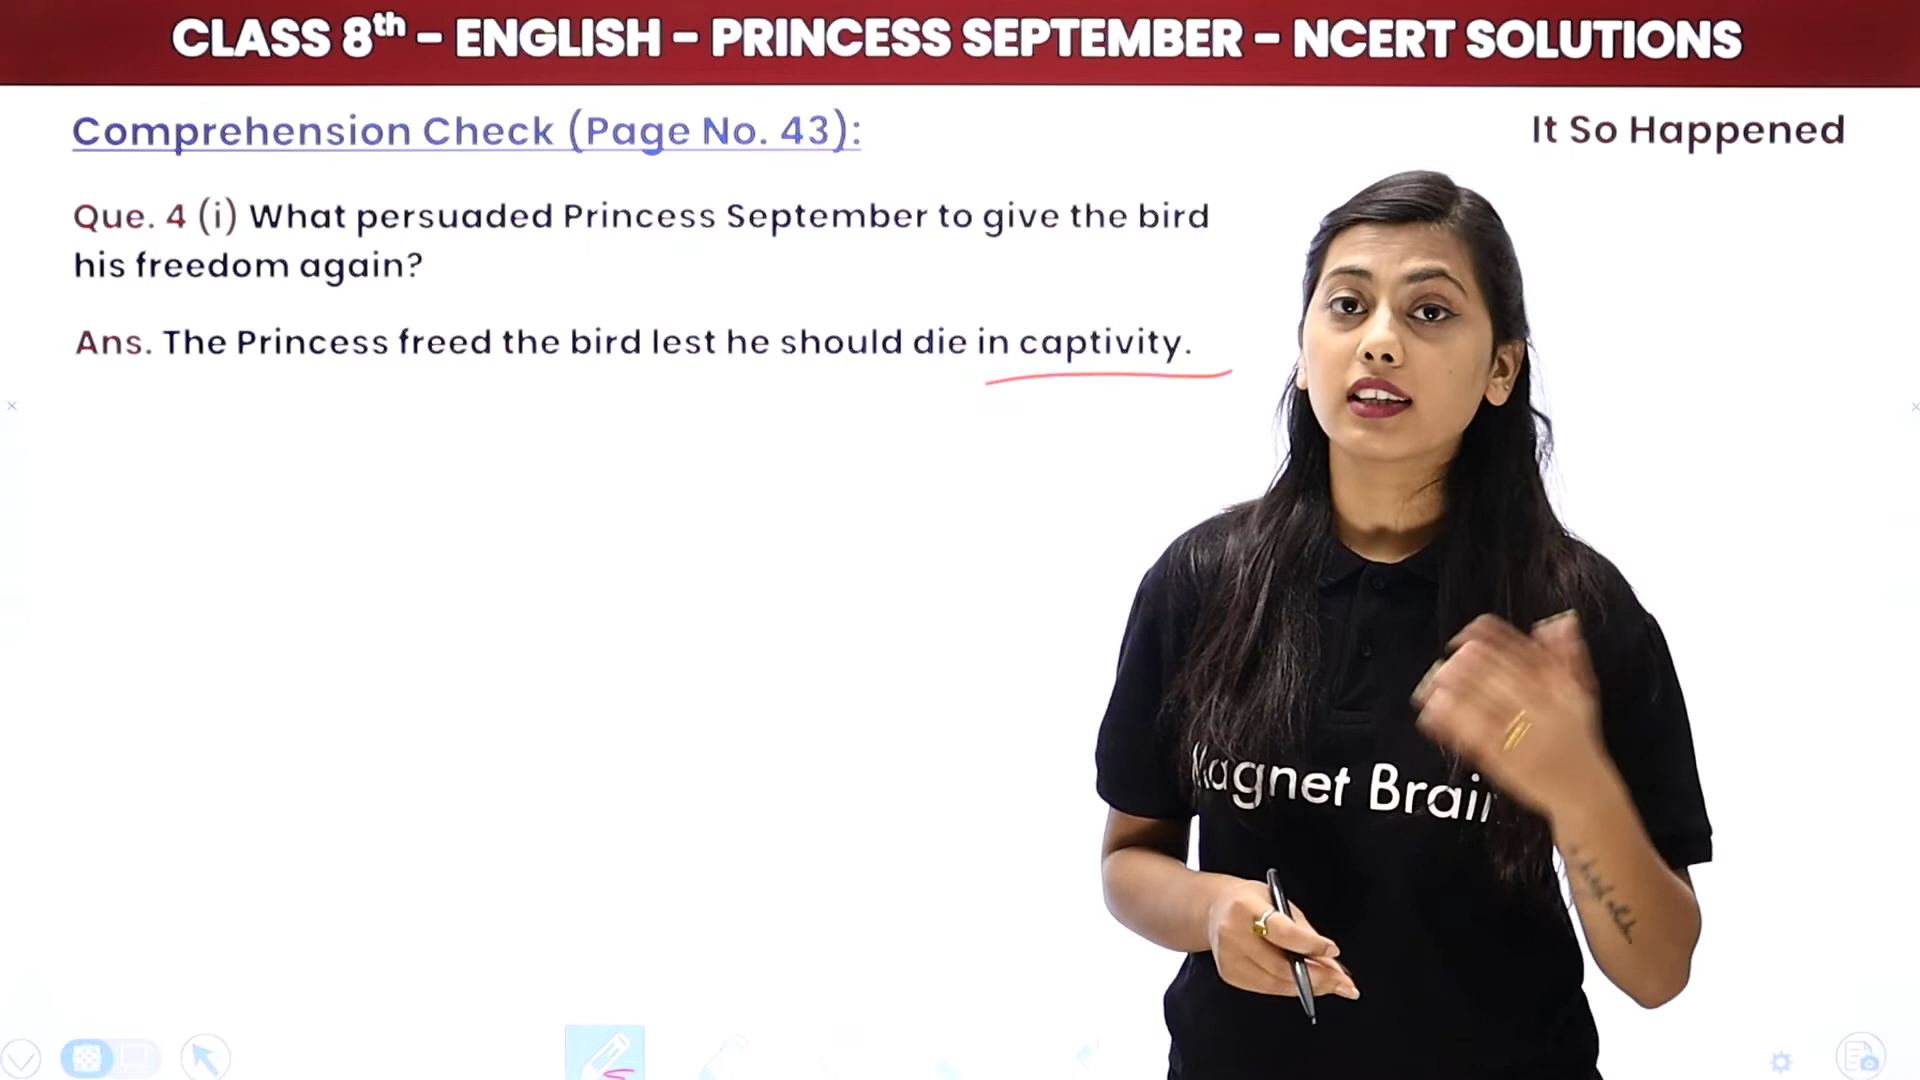 CLASS 8th - ENGLISH - PRINCESS SEPTEMBER - NCERT SOLUTIONS
Comprehension Check (Page No. 43):
It So Happened
Que. 4 (i) What persuaded Princess September to give the bird
his freedom again?
Ans. The Princess freed the bird lest he should die in captivity.
Magnet Brain